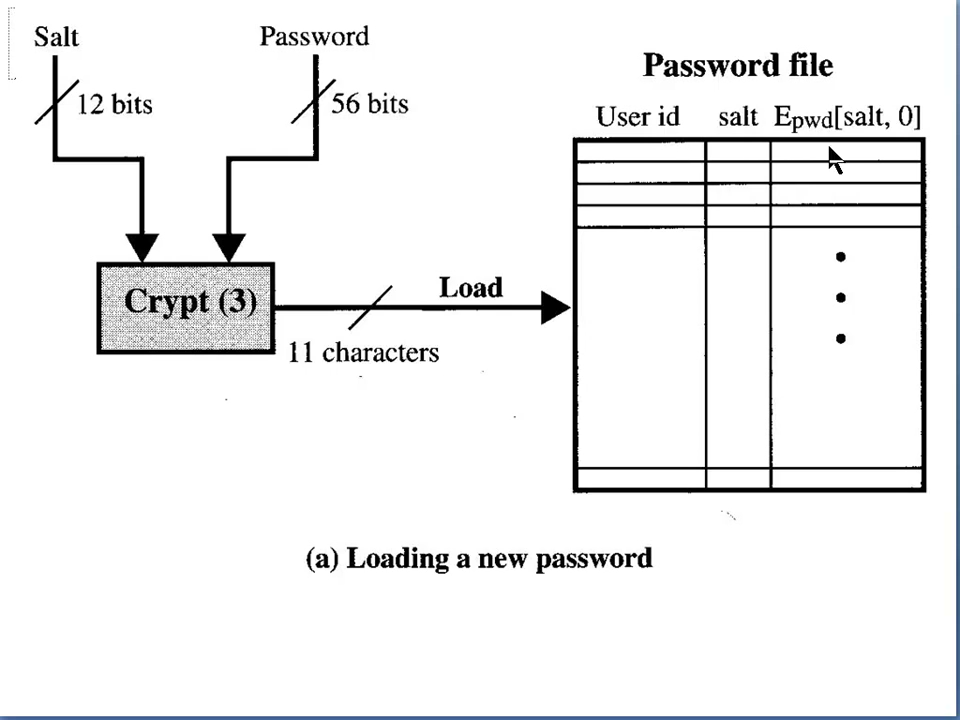 Salt
Password
12 bits
56 bits
Password file
User id
salt
Epwd[salt, 0]
Crypt (3)
Load
11 characters
(a) Loading a new password